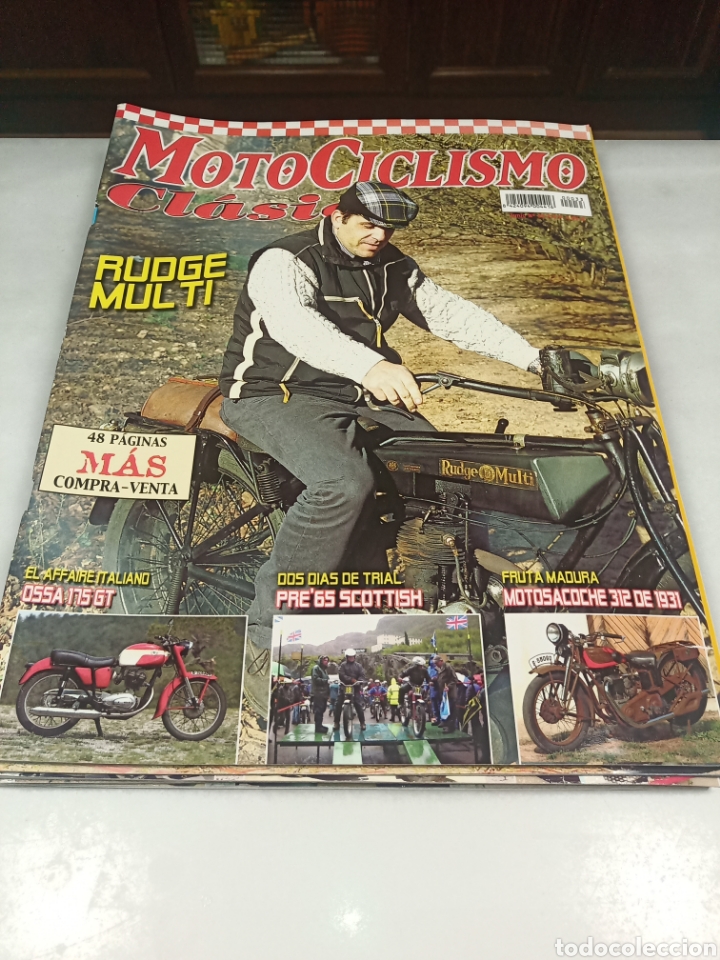 MOTOCICLISMO
Clási
RUDGE
MULTI
48 PÁGINAS
MÁS
COMPRA-VENTA
Rudge Multi
EL AFFAIRE ITALIANO
OSSA 175 GT
DOS DIAS DE TRIAL
PRE'65 SCOTTISH
FRUTA MADURA
MOTOSACOCHE 312 DE 1931
todocoleccion